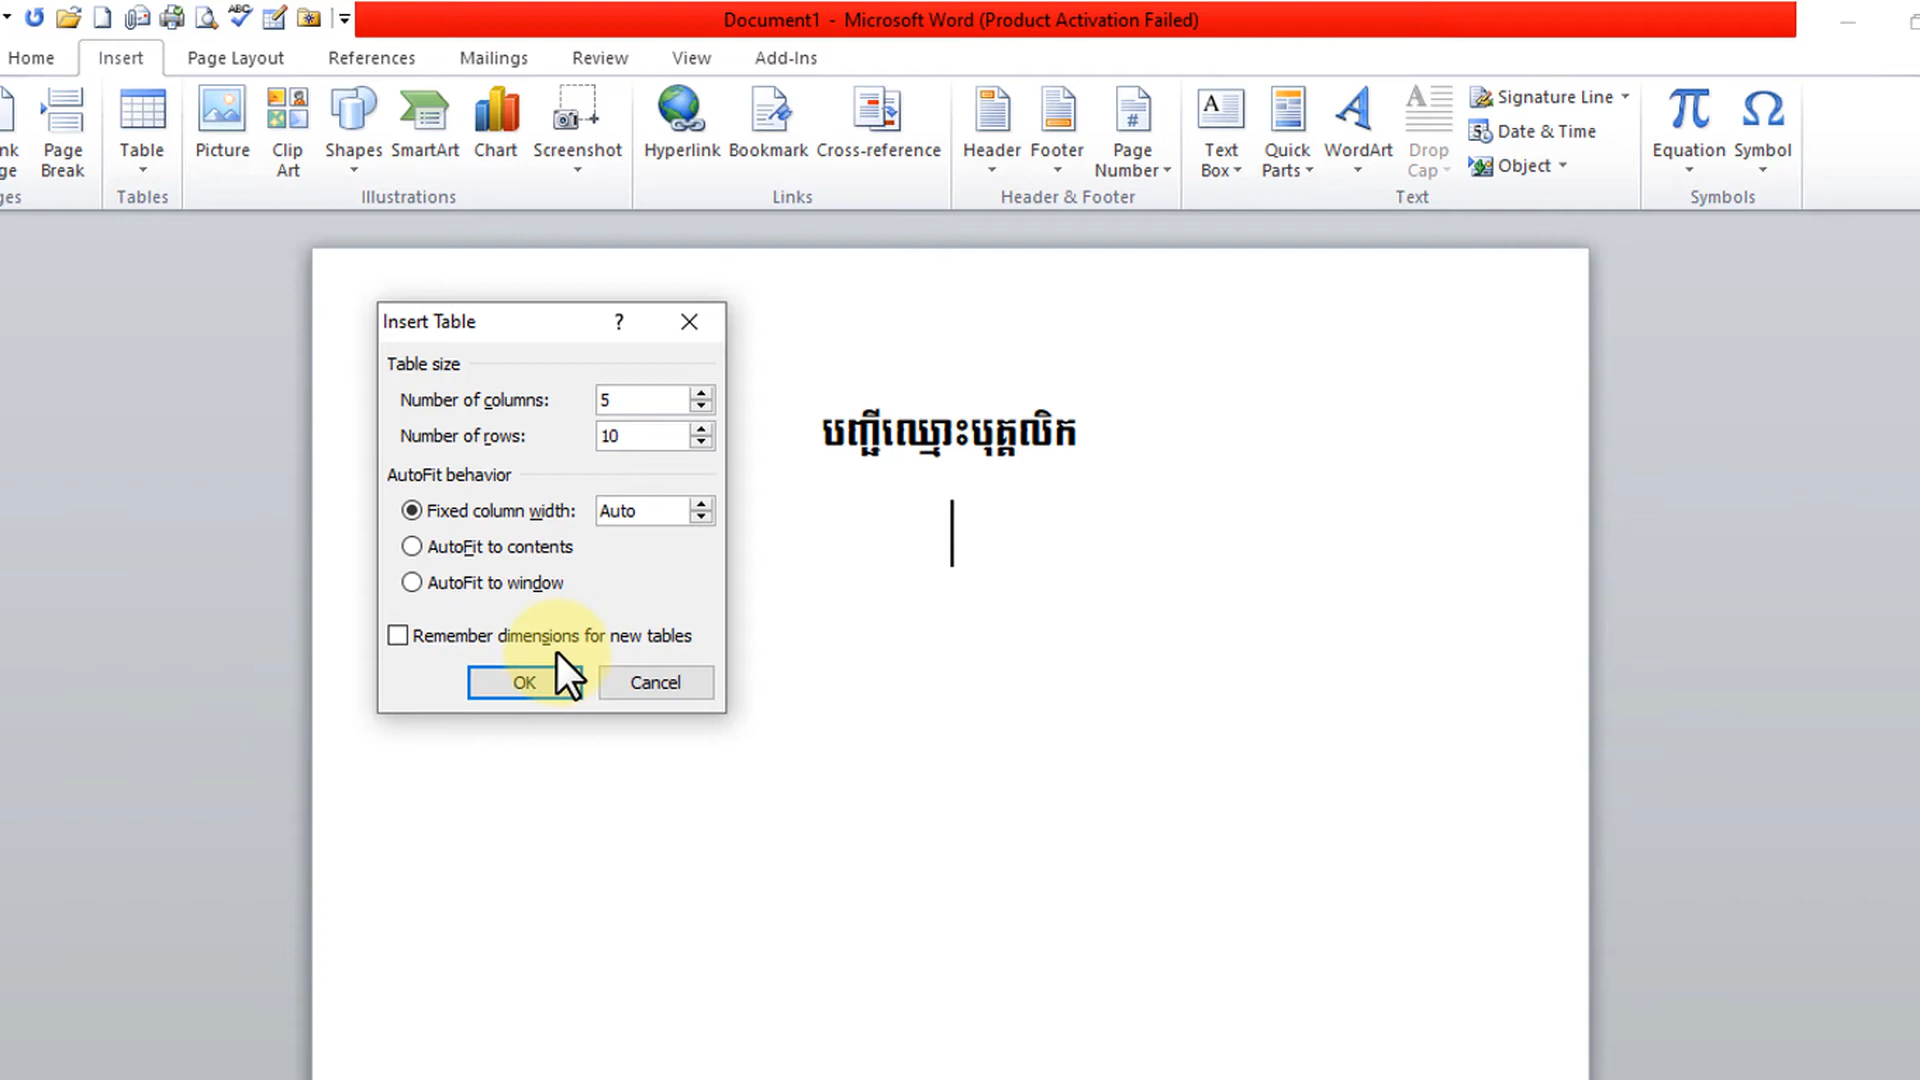 Document1 - Microsoft Word (Product Activation Failed)
Home Insert Page Layout References Mailings Review View Add-Ins
Page Break
Table
Picture
Clip Art
Shapes
SmartArt
Chart
Screenshot
Hyperlink
Bookmark
Cross-reference
Header
Footer
Page Number
Text Box
Quick Parts
WordArt
Drop Cap
Signature Line
Date & Time
Object
Equation
Symbol
Tables Illustrations Links Header & Footer Text Symbols
Insert Table
Table size
Number of columns: 5
Number of rows: 10
AutoFit behavior
Fixed column width: Auto
AutoFit to contents
AutoFit to window
Remember dimensions for new tables
OK Cancel
បញ្ជីឈ្មោះបុគ្គលិក